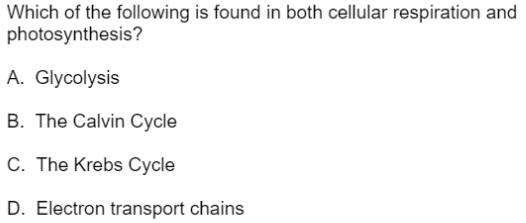 Which of the following is found in both cellular respiration and
photosynthesis?
A. Glycolysis
B. The Calvin Cycle
C. The Krebs Cycle
D. Electron transport chains